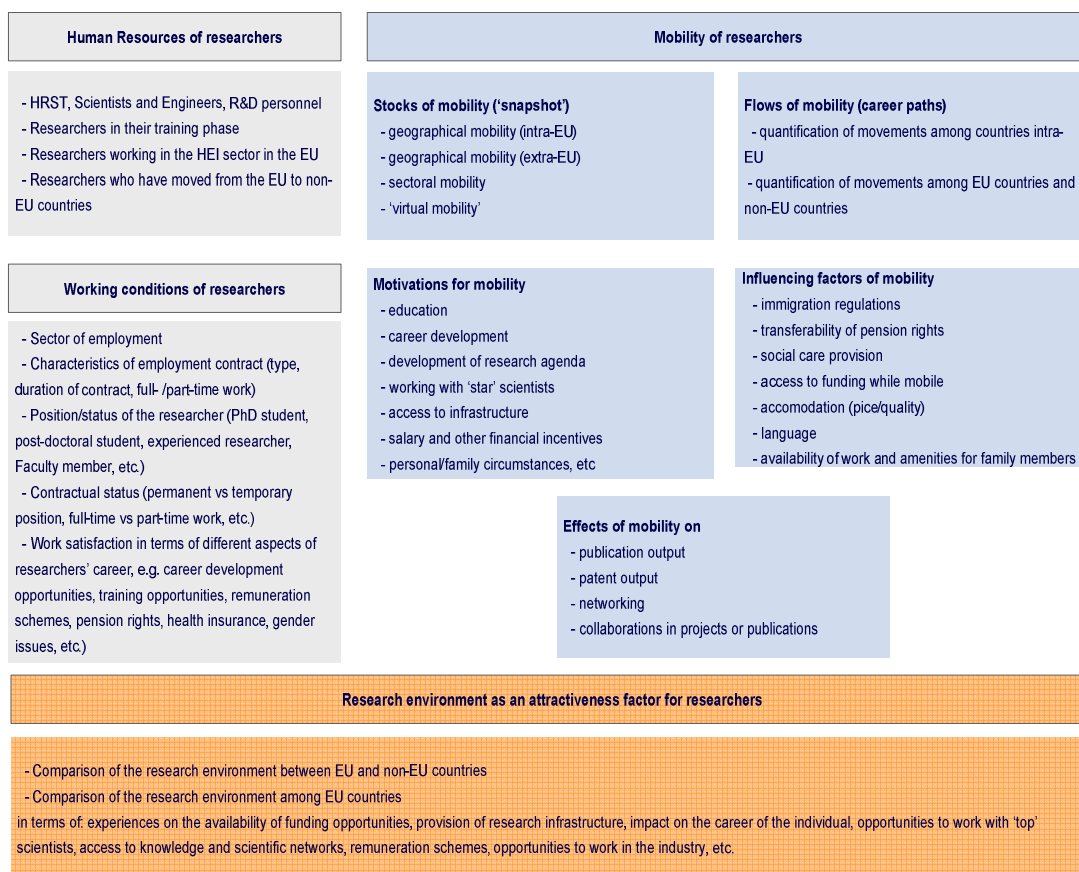 Human Resources of researchers
- HRST, Scientists and Engineers, R&D personnel
- Researchers in their training phase
- Researchers working in the HEI sector in the EU
- Researchers who have moved from the EU to non-
EU countries
Working conditions of researchers
- Sector of employment
- Characteristics of employment contract (type,
duration of contract, full- /part-time work)
- Position/status of the researcher (PhD student,
post-doctoral student, experienced researcher,
Faculty member, etc.)
- Contractual status (permanent vs temporary
position, full-time vs part-time work, etc.)
- Work satisfaction in terms of different aspects of
researchers’ career, e.g. career development
opportunities, training opportunities, remuneration
schemes, pension rights, health insurance, gender
issues, etc.)
Mobility of researchers
Stocks of mobility (‘snapshot’)
- geographical mobility (intra-EU)
- geographical mobility (extra-EU)
- sectoral mobility
- ‘virtual mobility’
Flows of mobility (career paths)
- quantification of movements among countries intra-
EU
- quantification of movements among EU countries and
non-EU countries
Motivations for mobility
- education
- career development
- development of research agenda
- working with ‘star’ scientists
- access to infrastructure
- salary and other financial incentives
- personal/family circumstances, etc
Influencing factors of mobility
- immigration regulations
- transferability of pension rights
- social care provision
- access to funding while mobile
- accomodation (pice/quality)
- language
- availability of work and amenities for family members
Effects of mobility on
- publication output
- patent output
- networking
- collaborations in projects or publications
Research environment as an attractiveness factor for researchers
- Comparison of the research environment between EU and non-EU countries
- Comparison of the research environment among EU countries
in terms of: experiences on the availability of funding opportunities, provision of research infrastructure, impact on the career of the individual, opportunities to work with ‘top’
scientists, access to knowledge and scientific networks, remuneration schemes, opportunities to work in the industry, etc.